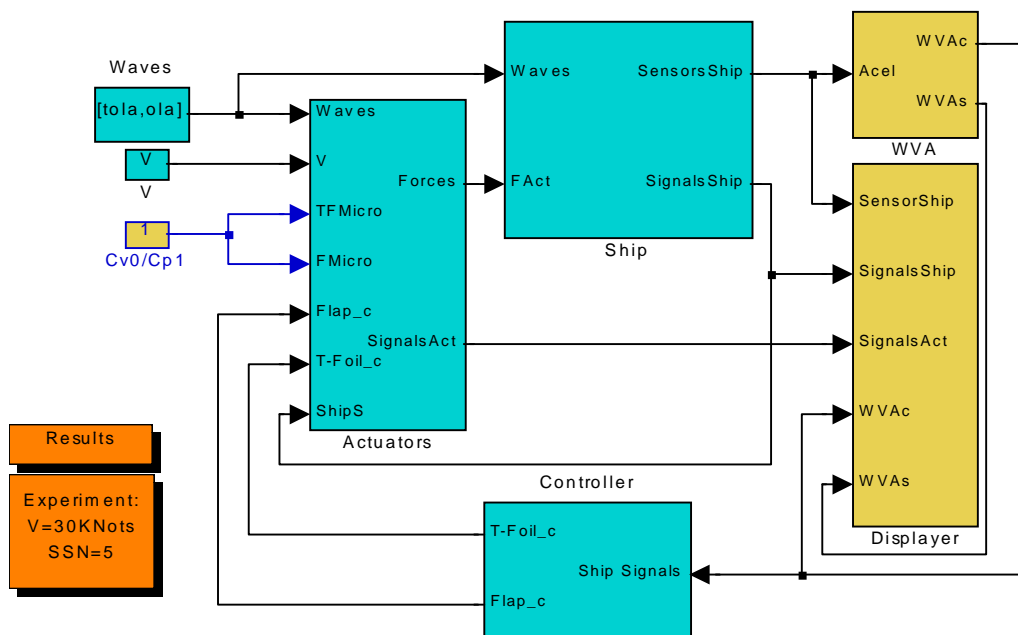 Waves
[tola,ola]
V
V
1
Cv0/Cp1
Waves
V
TFMicro
FMicro
Flap_c
T-Foil_c
ShipS
Forces
SignalsAct
Actuators
Waves
FAct
SensorsShip
SignalsShip
Ship
Acel
WVAc
WVAs
WVA
SensorShip
SignalsShip
SignalsAct
WVAc
WVAs
Displayer
Controller
T-Foil_c
Flap_c
Ship Signals
Results
Experiment:
V=30KNots
SSN=5